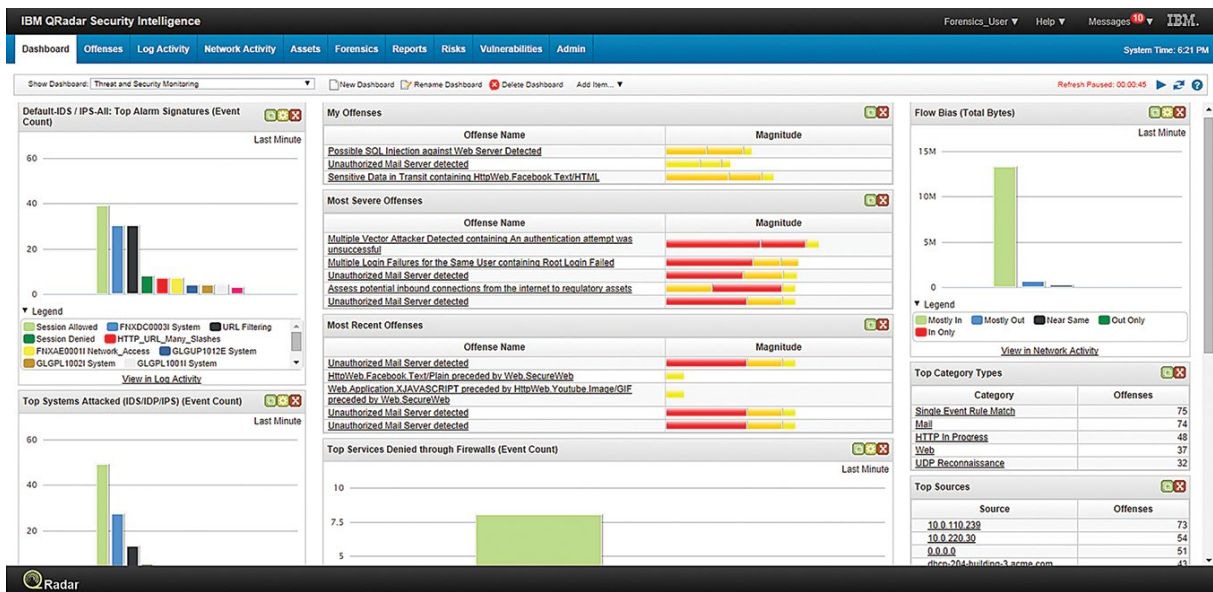 IBM QRadar Security Intelligence
Forensics_User ▼ Help ▼ Messages 10 ▼ IBM.
Dashboard Offenses Log Activity Network Activity Assets Forensics Reports Risks Vulnerabilities Admin
System Time: 6:21 PM
Show Dashboard: Threat and Security Monitoring ▼ New Dashboard Rename Dashboard Delete Dashboard Add Item... ▼
Refresh Paused: 00:00:45
Default-IDS / IPS-All: Top Alarm Signatures (Event
Count)
Last Minute
60
40
20
0
▼ Legend
Session Allowed FNXDC0003I System URL Filtering
Session Denied HTTP_URL_Many_Slashes
FNXAE0001I Network_Access GLGUP1012E System
GLGPL1002I System GLGPL1001I System
View in Log Activity
Top Systems Attacked (IDS/IDP/IPS) (Event Count)
Last Minute
60
40
20
My Offenses
Offense Name Magnitude
Possible SQL Injection against Web Server Detected
Unauthorized Mail Server detected
Sensitive Data in Transit containing HttpWeb.Facebook.Text/HTML
Most Severe Offenses
Offense Name Magnitude
Multiple Vector Attacker Detected containing An authentication attempt was
unsuccessful
Multiple Login Failures for the Same User containing Root Login Failed
Unauthorized Mail Server detected
Assess potential inbound connections from the internet to regulatory assets
Unauthorized Mail Server detected
Most Recent Offenses
Offense Name Magnitude
Unauthorized Mail Server detected
HttpWeb.Facebook.Text/Plain preceded by Web.SecureWeb
Web.Application.XJAVASCRIPT preceded by HttpWeb.Youtube.Image/GIF
preceded by Web.SecureWeb
Unauthorized Mail Server detected
Unauthorized Mail Server detected
Top Services Denied through Firewalls (Event Count)
Last Minute
10
7.5
5
Flow Bias (Total Bytes)
Last Minute
15M
10M
5M
0
▼ Legend
Mostly In Mostly Out Near Same Out Only
In Only
View in Network Activity
Top Category Types
Category Offenses
Single Event Rule Match 75
Mail 74
HTTP In Progress 48
Web 37
UDP Reconnaissance 32
Top Sources
Source Offenses
10.0.110.239 73
10.0.220.30 54
0.0.0.0 51
dhcp-204-building-3.acme.com 43
QRadar